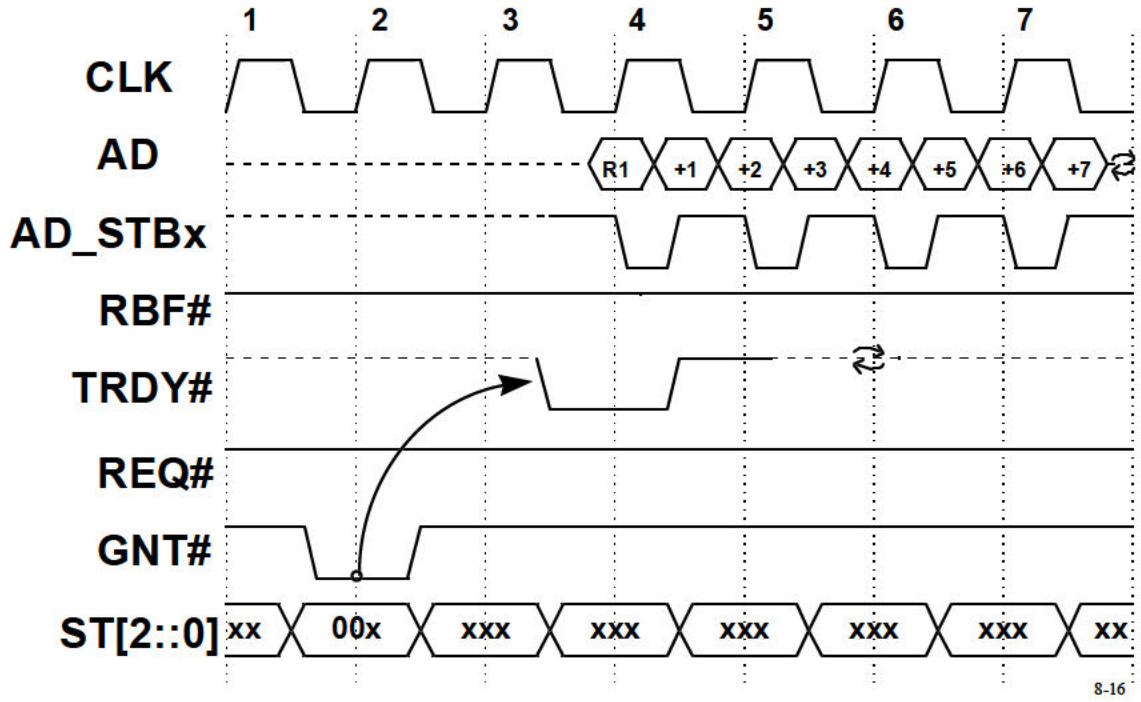 1 2 3 4 5 6 7
CLK
AD R1 +1 +2 +3 +4 +5 +6 +7
AD_STBx
RBF#
TRDY#
REQ#
GNT#
ST[2::0] xx 00x xxx xxx xxx xxx xxx xx
8-16